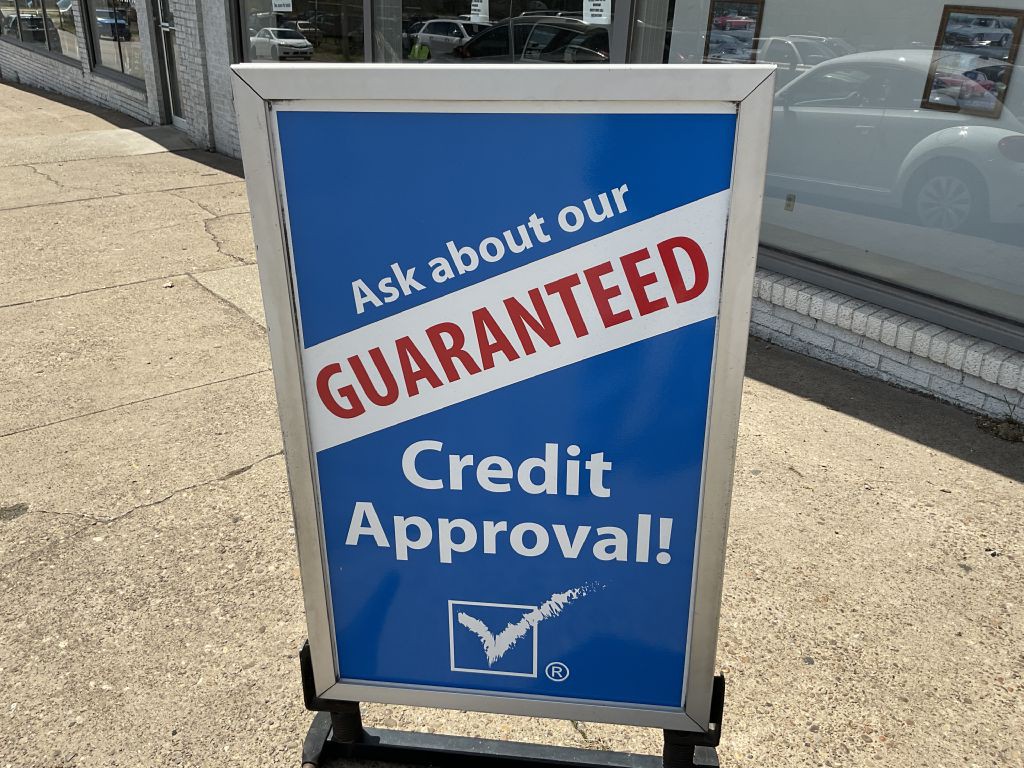 Ask about our
GUARANTEED
Credit
Approval!
®